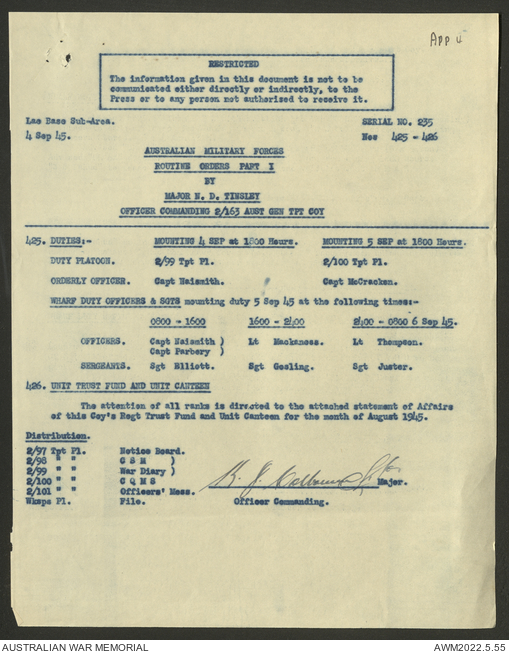 App U
RESTRICTED
The information given in this document is not to be
communicated either directly or indirectly, to the
Press or to any person not authorised to receive it.
Lae Base Sub-Area. SERIAL NO. 235
4 Sep 45. Nos 425 - 426
AUSTRALIAN MILITARY FORCES
ROUTINE ORDERS PART I
BY
MAJOR N. D. TINSLEY
OFFICER COMMANDING 2/163 AUST GEN TPT COY
425. DUTIES:- MOUNTING 4 SEP at 1800 Hours. MOUNTING 5 SEP at 1800 Hours.
DUTY PLATOON. 2/99 Tpt Pl. 2/100 Tpt Pl.
ORDERLY OFFICER. Capt Naismith. Capt McCracken.
WHARF DUTY OFFICERS & SGTS mounting duty 5 Sep 45 at the following times:-
0800 - 1600 1600 - 2400 2400 - 0800 6 Sep 45.
OFFICERS. Capt Naismith ) Lt Mackness. Lt Thompson.
Capt Parbery )
SERGEANTS. Sgt Elliott. Sgt Gosling. Sgt Juster.
426. UNIT TRUST FUND AND UNIT CANTEEN
The attention of all ranks is directed to the attached statement of Affairs
of this Coy's Regt Trust Fund and Unit Canteen for the month of August 1945.
Distribution.
2/97 Tpt Pl. Notice Board.
2/98 " " C S M )
2/99 " " War Diary )
2/100 " " C Q M S
2/101 " " Officers' Mess. Major.
Wksps Pl. File. Officer Commanding.
AUSTRALIAN WAR MEMORIAL AWM2022.5.55